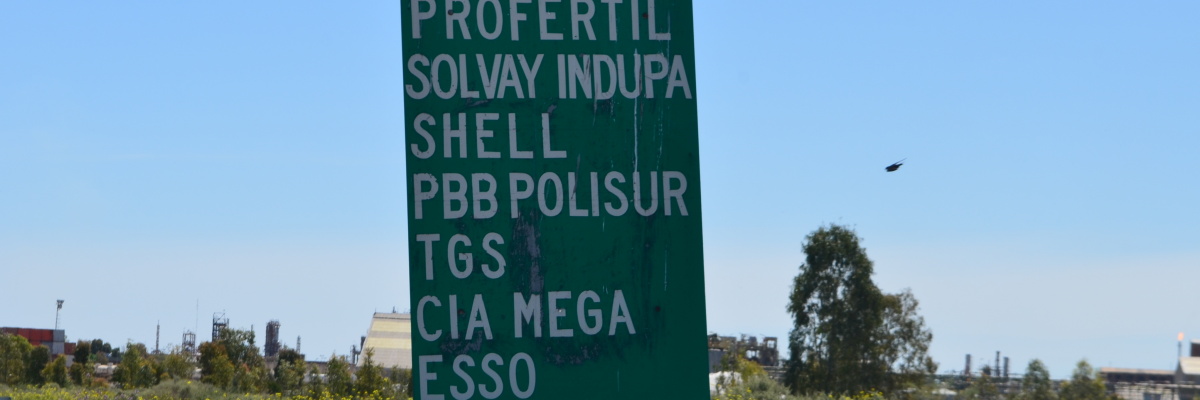 PROFERTIL
SOLVAY INDUPA
SHELL
PBB POLISUR
TGS
CIA MEGA
ESSO